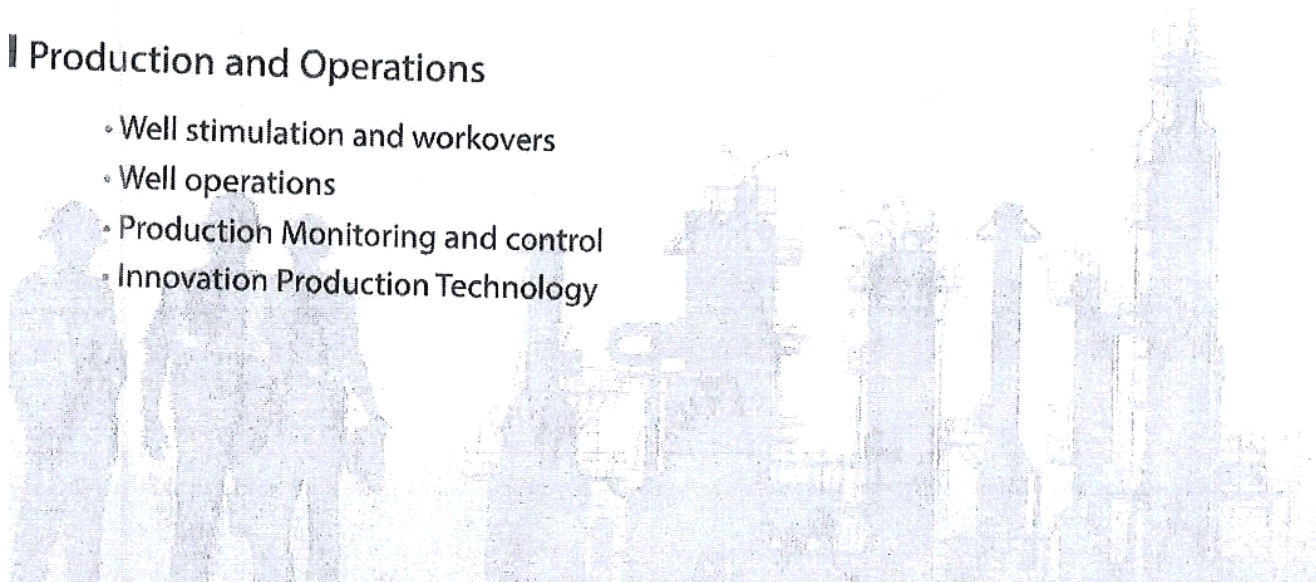 Production and Operations
• Well stimulation and workovers
• Well operations
• Production Monitoring and control
• Innovation Production Technology